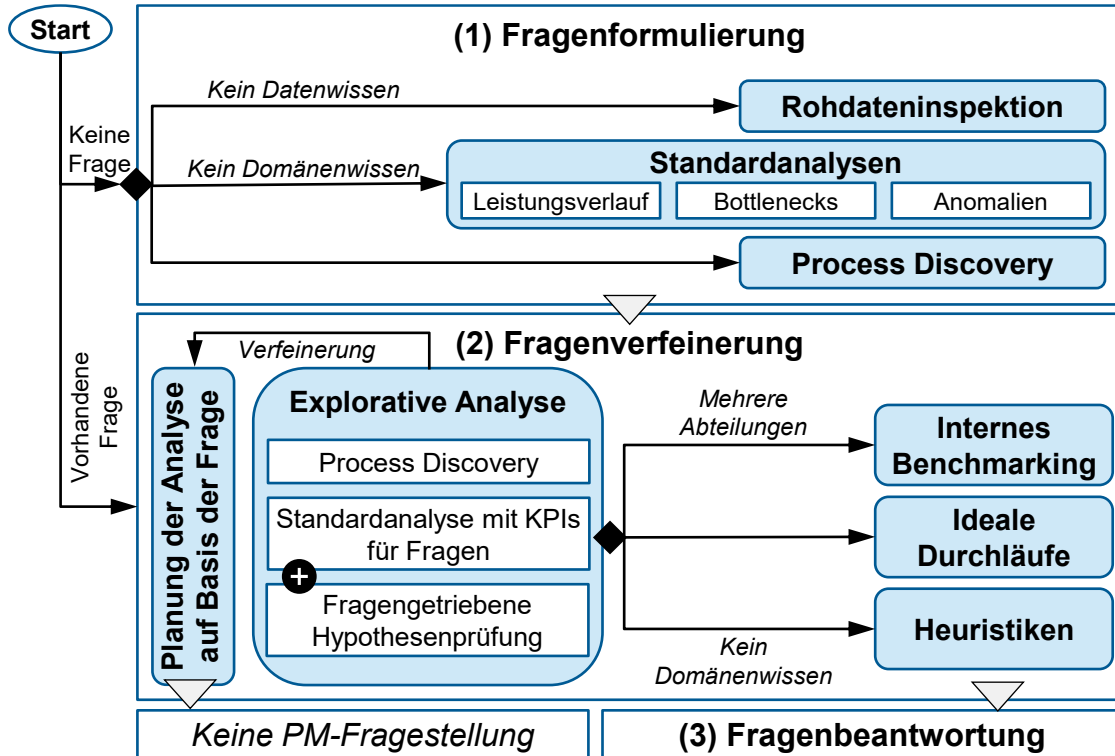 Start
(1) Fragenformulierung
Kein Datenwissen
Rohdateninspektion
Keine
Frage
Kein Domänenwissen
Standardanalysen
Leistungsverlauf
Bottlenecks
Anomalien
Process Discovery
(2) Fragenverfeinerung
Verfeinerung
Vorhandene
Frage
Planung der Analyse
auf Basis der Frage
Explorative Analyse
Process Discovery
Standardanalyse mit KPIs
für Fragen
+
Fragengetriebene
Hypothesenprüfung
Mehrere
Abteilungen
Internes
Benchmarking
Ideale
Durchläufe
Heuristiken
Kein
Domänenwissen
Keine PM-Fragestellung
(3) Fragenbeantwortung